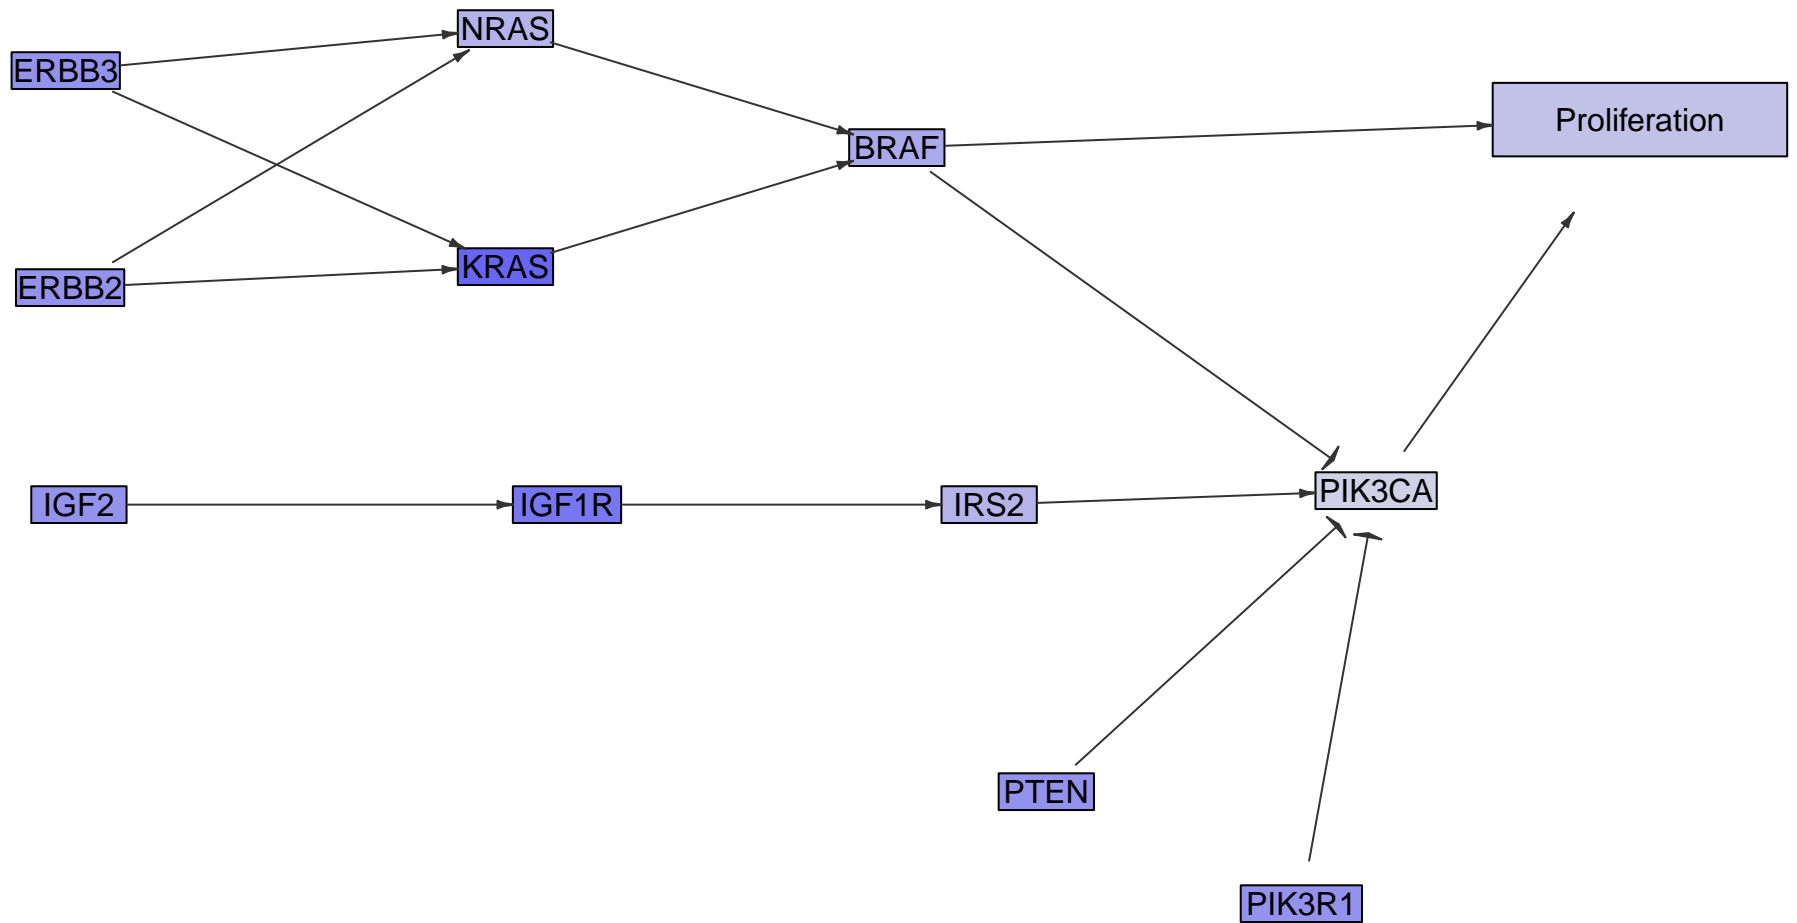 NRAS
ERBB3
Proliferation
BRAF
KRAS
ERBB2
IGF2
IGF1R
IRS2
PIK3CA
PTEN
PIK3R1